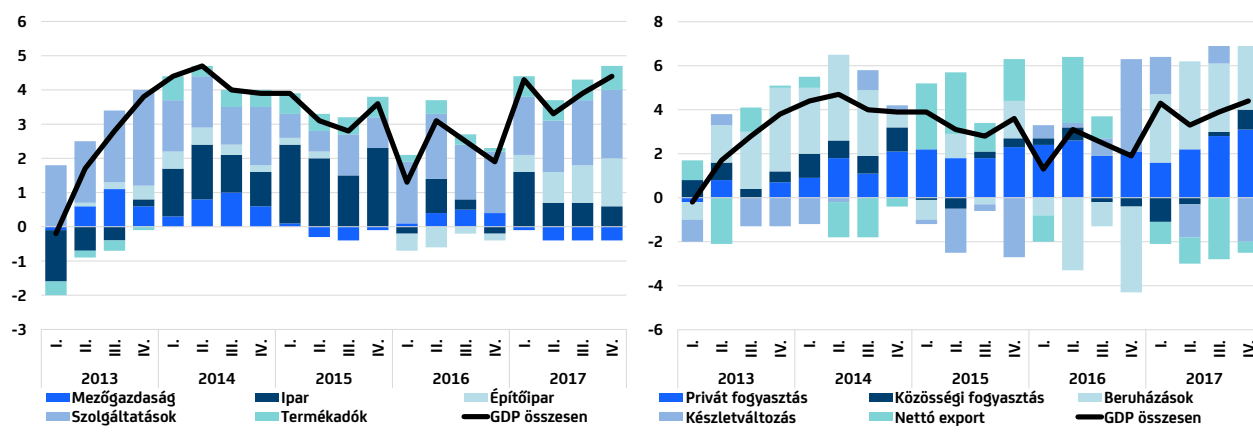 6
5
4
3
2
1
0
-1
-2
-3
I. II. III. IV. I. II. III. IV. I. II. III. IV. I. II. III. IV. I. II. III. IV.
2013 2014 2015 2016 2017
Mezőgazdaság Ipar Építőipar
Szolgáltatások Termékadók GDP összesen
8
6
4
2
0
-2
-4
-6
I. II. III. IV. I. II. III. IV. I. II. III. IV. I. II. III. IV. I. II. III. IV.
2013 2014 2015 2016 2017
Privát fogyasztás Közösségi fogyasztás Beruházások
Készletváltozás Nettó export GDP összesen